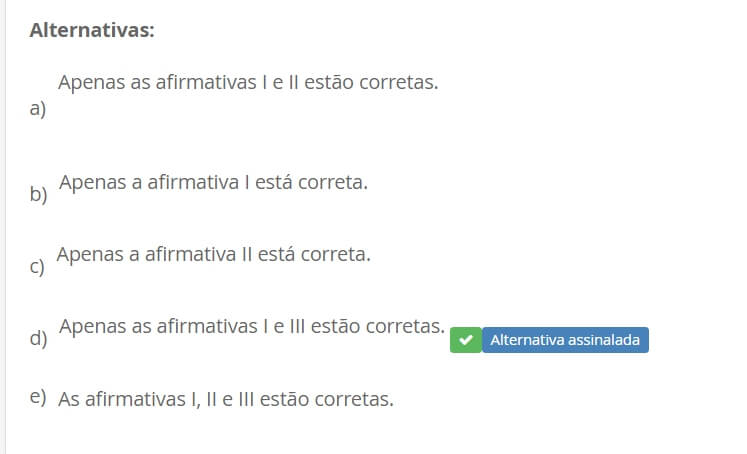 Alternativas:
a) Apenas as afirmativas I e II estão corretas.
b) Apenas a afirmativa I está correta.
c) Apenas a afirmativa II está correta.
d) Apenas as afirmativas I e III estão corretas. Alternativa assinalada
e) As afirmativas I, II e III estão corretas.